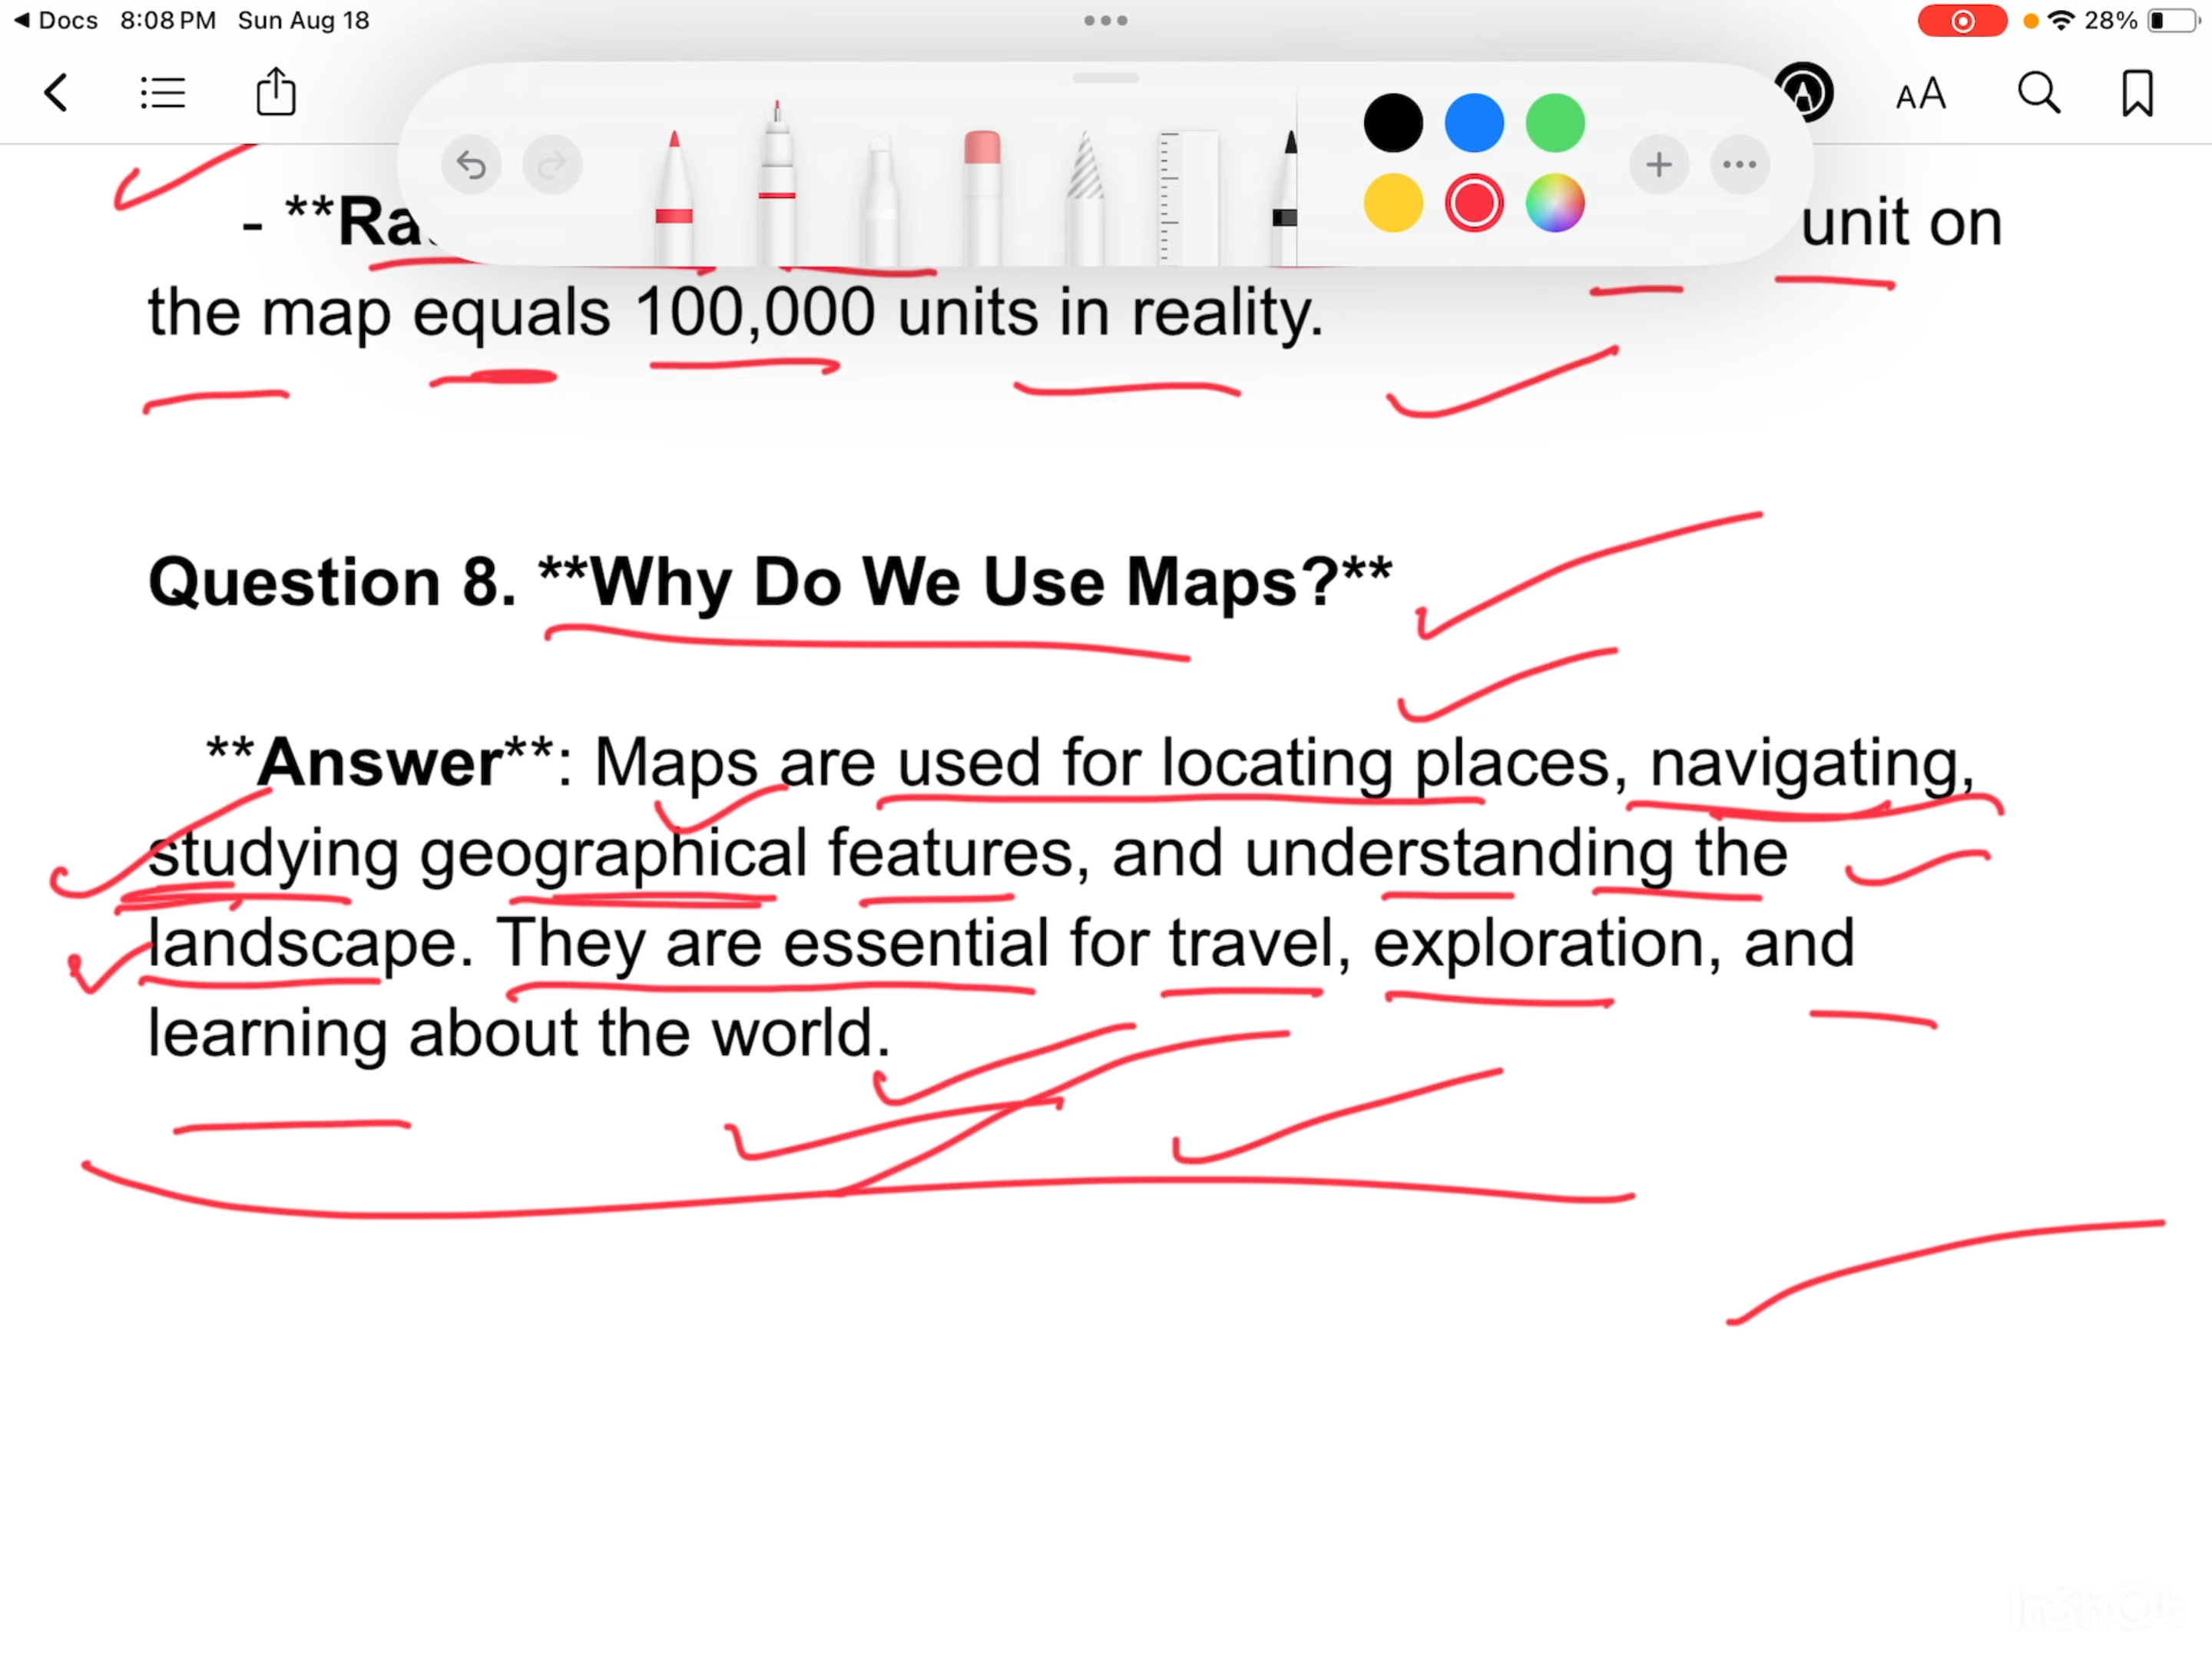 Docs 8:08 PM Sun Aug 18
28%
AA
- **Ra
unit on
the map equals 100,000 units in reality.
Question 8. **Why Do We Use Maps?**
**Answer**: Maps are used for locating places, navigating,
studying geographical features, and understanding the
landscape. They are essential for travel, exploration, and
learning about the world.
InShOt